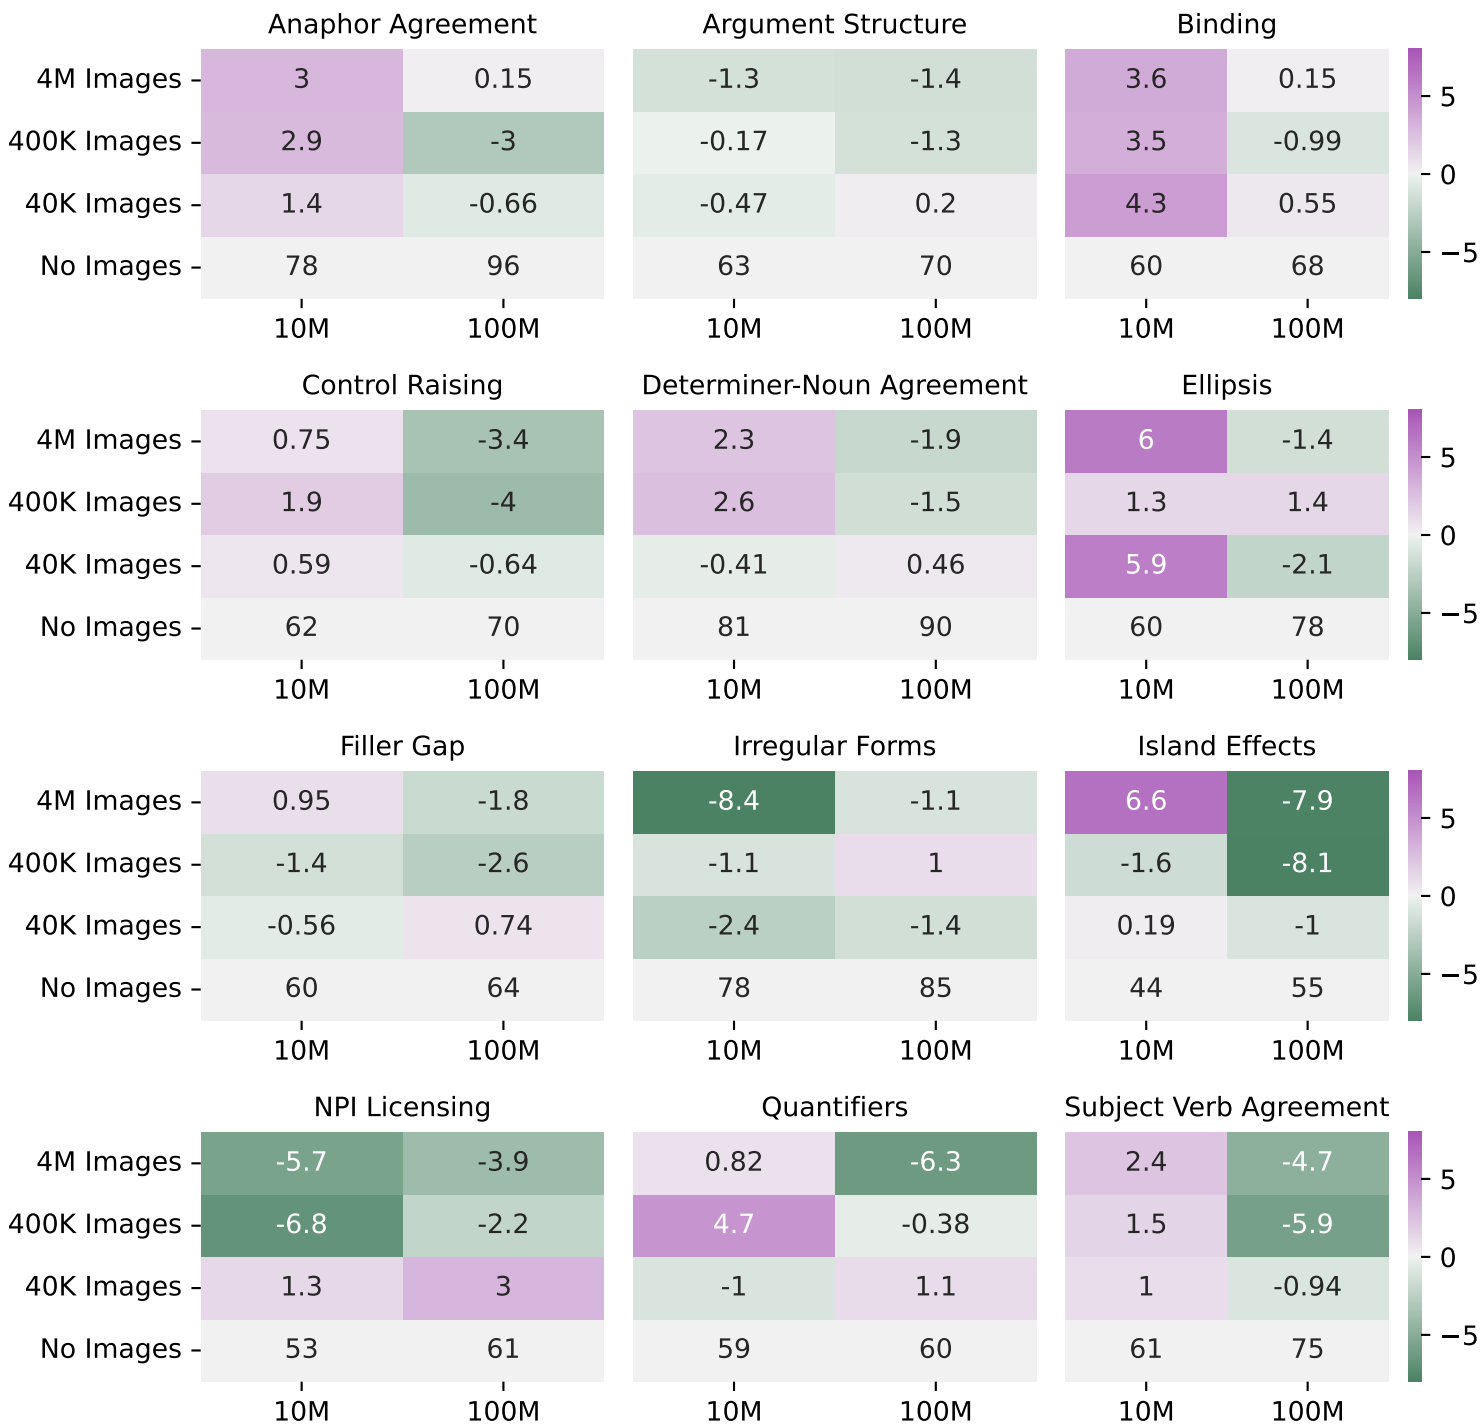 Anaphor Agreement Argument Structure Binding
4M Images 3 0.15 -1.3 -1.4 3.6 0.15
5
400K Images 2.9 -3 -0.17 -1.3 3.5 -0.99
0
40K Images 1.4 -0.66 -0.47 0.2 4.3 0.55
−5
No Images 78 96 63 70 60 68
10M 100M 10M 100M 10M 100M
Control Raising Determiner-Noun Agreement Ellipsis
4M Images 0.75 -3.4 2.3 -1.9 6 -1.4
5
400K Images 1.9 -4 2.6 -1.5 1.3 1.4
0
40K Images 0.59 -0.64 -0.41 0.46 5.9 -2.1
−5
No Images 62 70 81 90 60 78
10M 100M 10M 100M 10M 100M
Filler Gap Irregular Forms Island Effects
4M Images 0.95 -1.8 -8.4 -1.1 6.6 -7.9
5
400K Images -1.4 -2.6 -1.1 1 -1.6 -8.1
0
40K Images -0.56 0.74 -2.4 -1.4 0.19 -1
−5
No Images 60 64 78 85 44 55
10M 100M 10M 100M 10M 100M
NPI Licensing Quantifiers Subject Verb Agreement
4M Images -5.7 -3.9 0.82 -6.3 2.4 -4.7
5
400K Images -6.8 -2.2 4.7 -0.38 1.5 -5.9
0
40K Images 1.3 3 -1 1.1 1 -0.94
−5
No Images 53 61 59 60 61 75
10M 100M 10M 100M 10M 100M